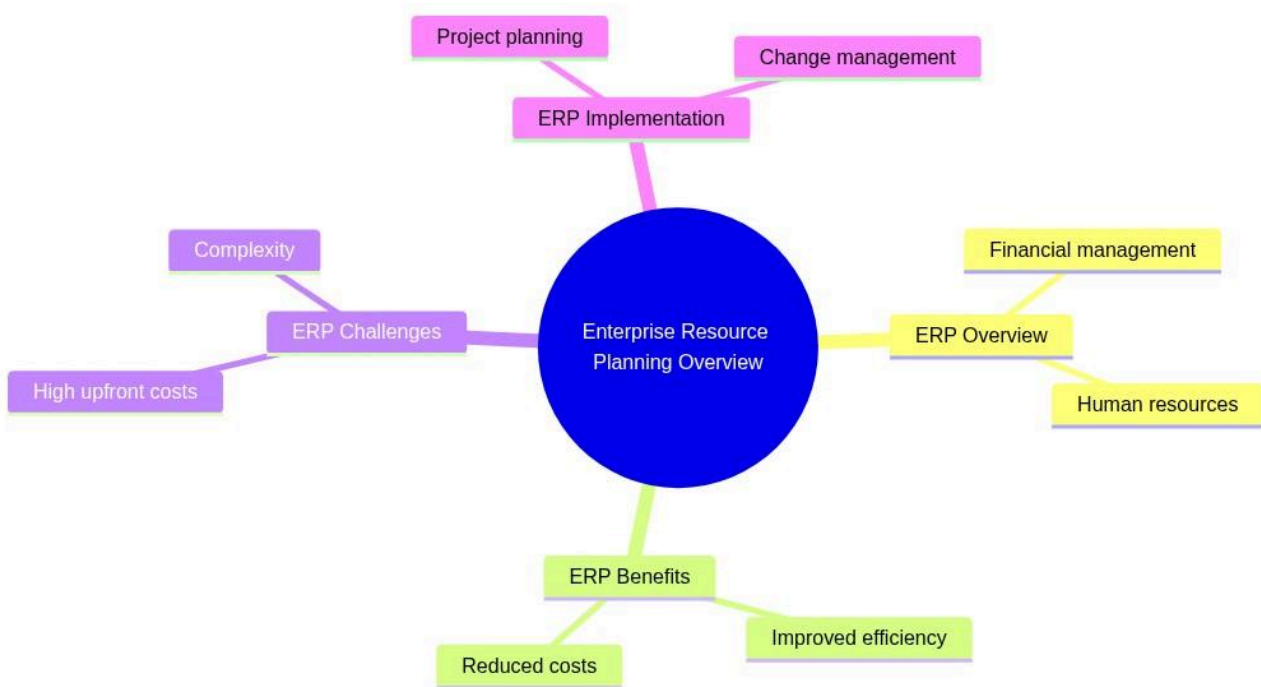 Project planning
Change management
ERP Implementation
Complexity
Financial management
ERP Challenges
Enterprise Resource
Planning Overview
ERP Overview
High upfront costs
Human resources
ERP Benefits
Improved efficiency
Reduced costs